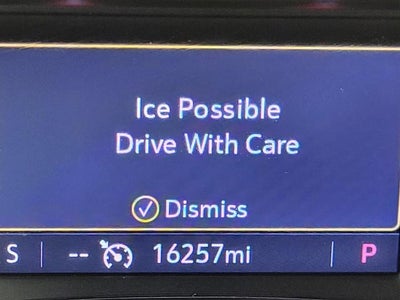 Ice Possible
Drive With Care
Dismiss
S -- 16257mi P